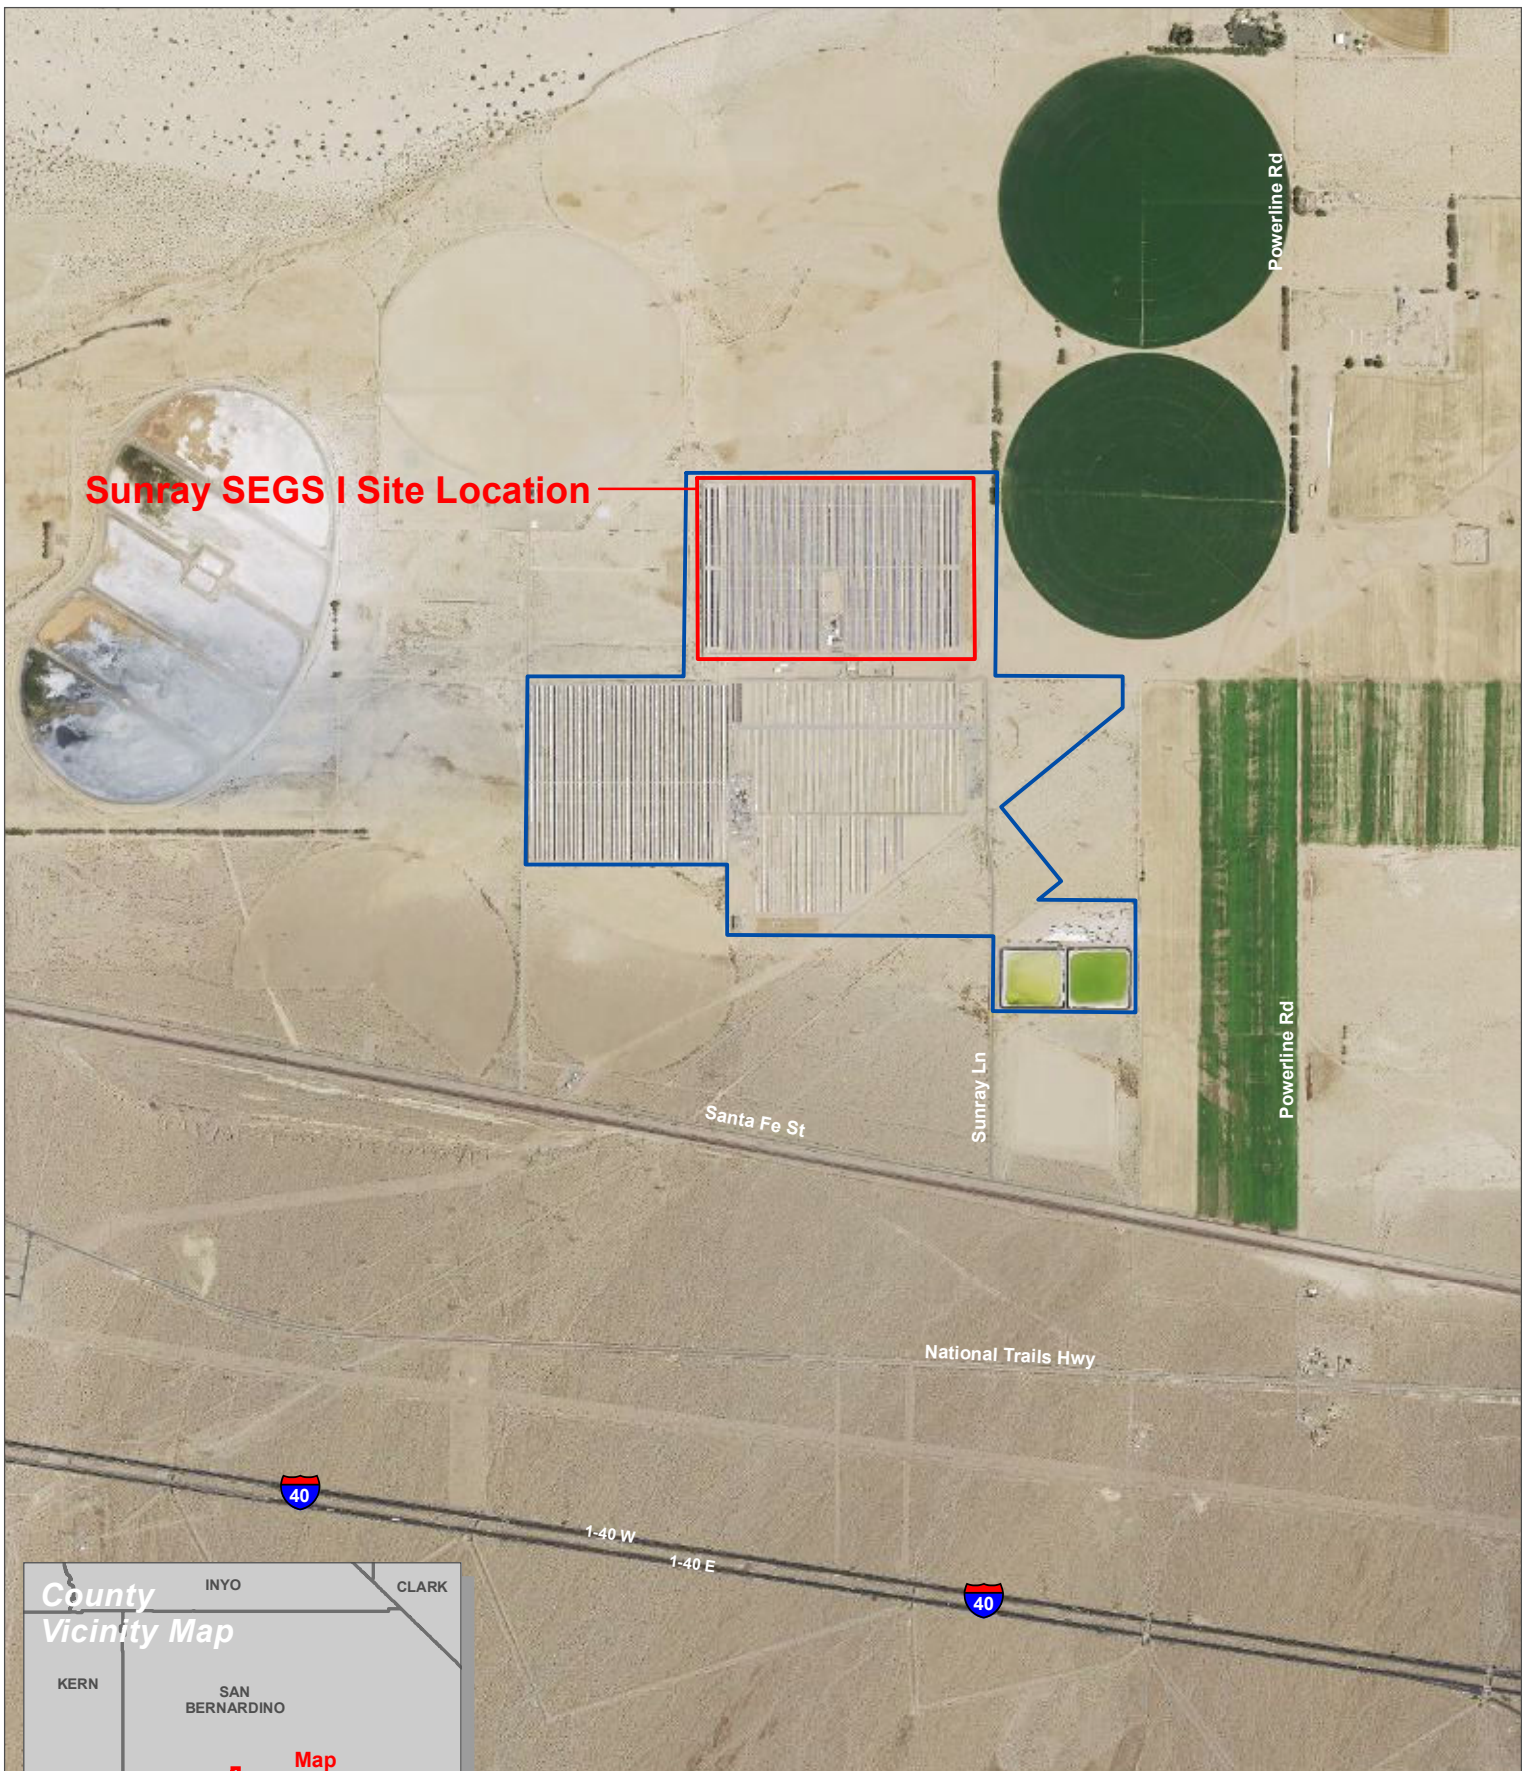 Powerline Rd
Sunray SEGS I Site Location
Powerline Rd
Sunray Ln
Santa Fe St
National Trails Hwy
40
1-40 W
1-40 E
40
County
Vicinity Map
INYO
CLARK
KERN
SAN
BERNARDINO
Map